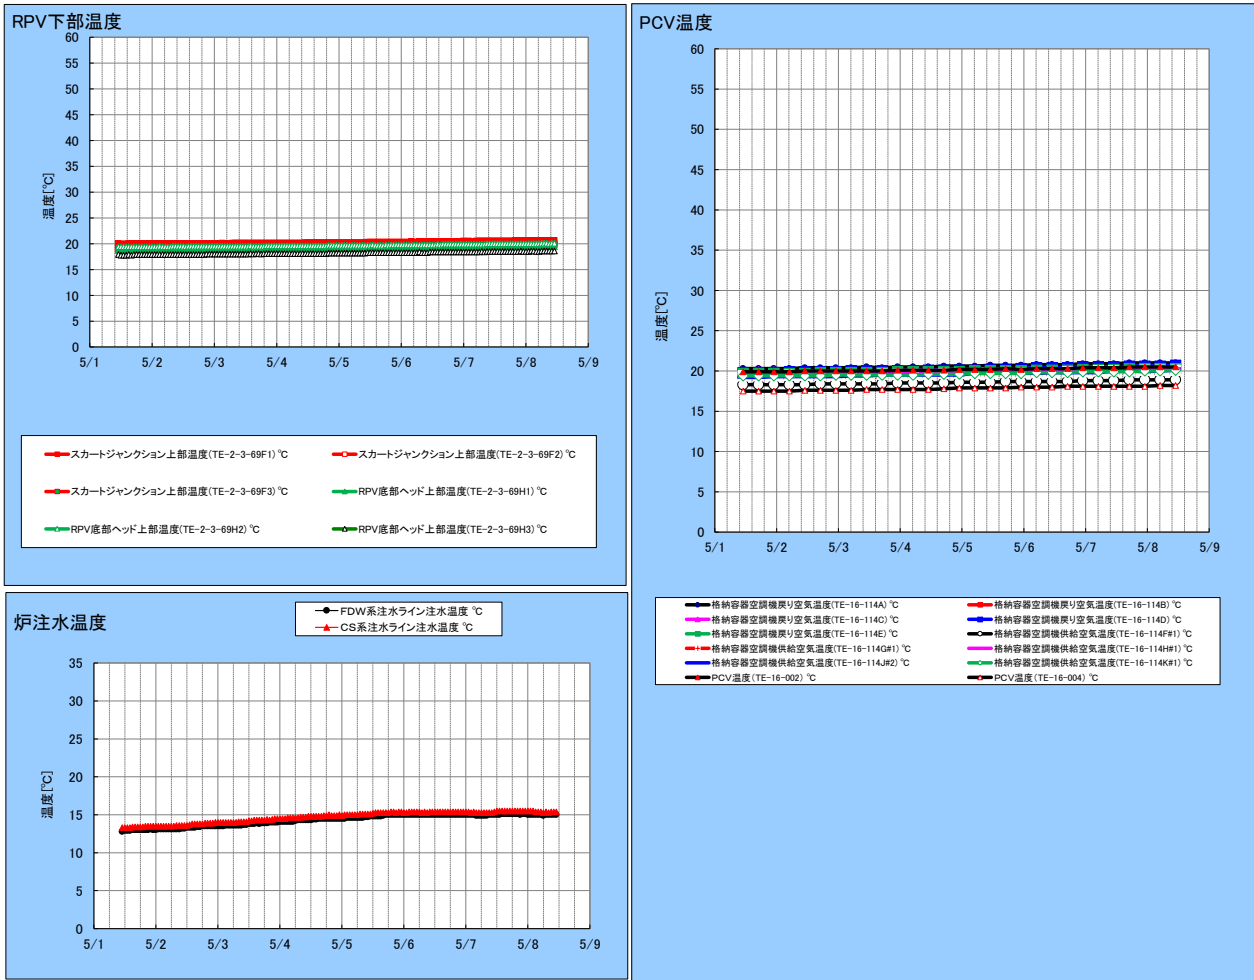 RPV下部温度
60
55
50
45
40
35
30
25
20
15
10
5
0
温度[℃]
5/1 5/2 5/3 5/4 5/5 5/6 5/7 5/8 5/9
スカートジャンクション上部温度(TE-2-3-69F1) ℃ スカートジャンクション上部温度(TE-2-3-69F2) ℃
スカートジャンクション上部温度(TE-2-3-69F3) ℃ RPV底部ヘッド上部温度(TE-2-3-69H1) ℃
RPV底部ヘッド上部温度(TE-2-3-69H2) ℃ RPV底部ヘッド上部温度(TE-2-3-69H3) ℃
炉注水温度
FDW系注水ライン注水温度 ℃
CS系注水ライン注水温度 ℃
35
30
25
20
15
10
5
0
温度[℃]
5/1 5/2 5/3 5/4 5/5 5/6 5/7 5/8 5/9
PCV温度
60
55
50
45
40
35
30
25
20
15
10
5
0
温度[℃]
5/1 5/2 5/3 5/4 5/5 5/6 5/7 5/8 5/9
格納容器空調機戻り空気温度(TE-16-114A) ℃ 格納容器空調機戻り空気温度(TE-16-114B) ℃
格納容器空調機戻り空気温度(TE-16-114C) ℃ 格納容器空調機戻り空気温度(TE-16-114D) ℃
格納容器空調機戻り空気温度(TE-16-114E) ℃ 格納容器空調機供給空気温度(TE-16-114F#1) ℃
格納容器空調機供給空気温度(TE-16-114G#1) ℃ 格納容器空調機供給空気温度(TE-16-114H#1) ℃
格納容器空調機供給空気温度(TE-16-114J#2) ℃ 格納容器空調機供給空気温度(TE-16-114K#1) ℃
PCV温度(TE-16-002) ℃ PCV温度(TE-16-004) ℃